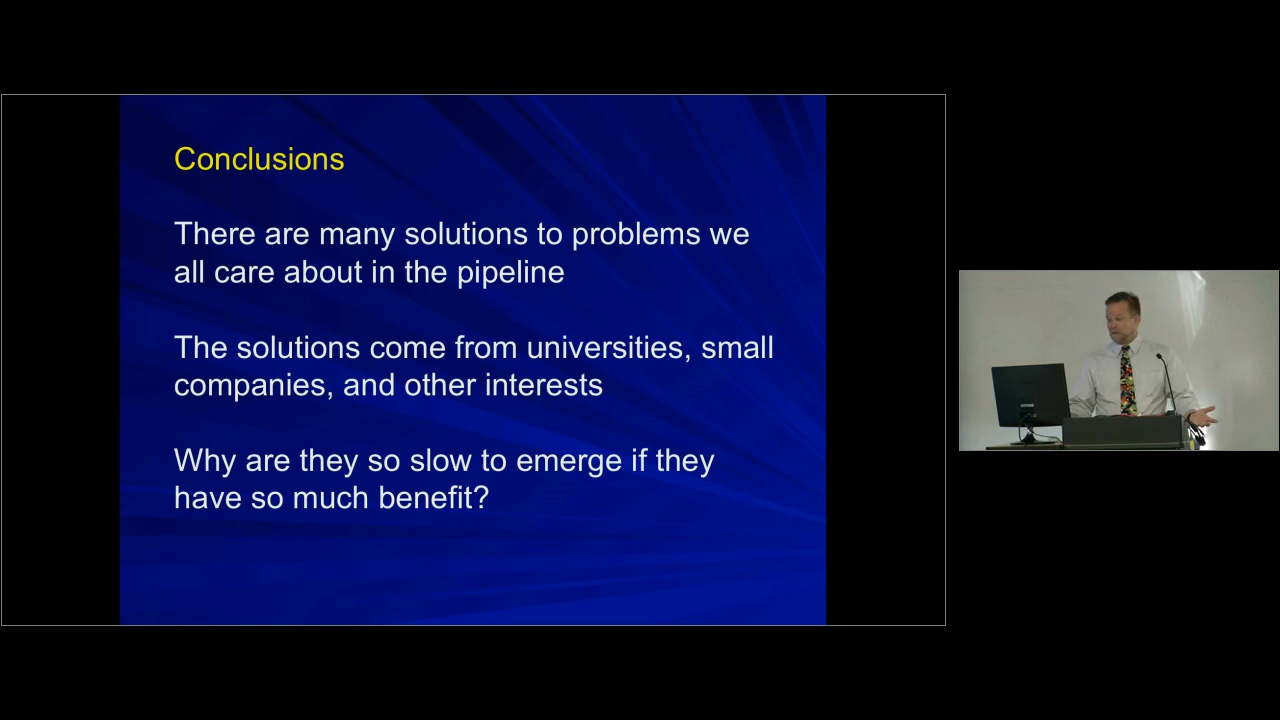 Conclusions
There are many solutions to problems we
all care about in the pipeline
The solutions come from universities, small
companies, and other interests
Why are they so slow to emerge if they
have so much benefit?